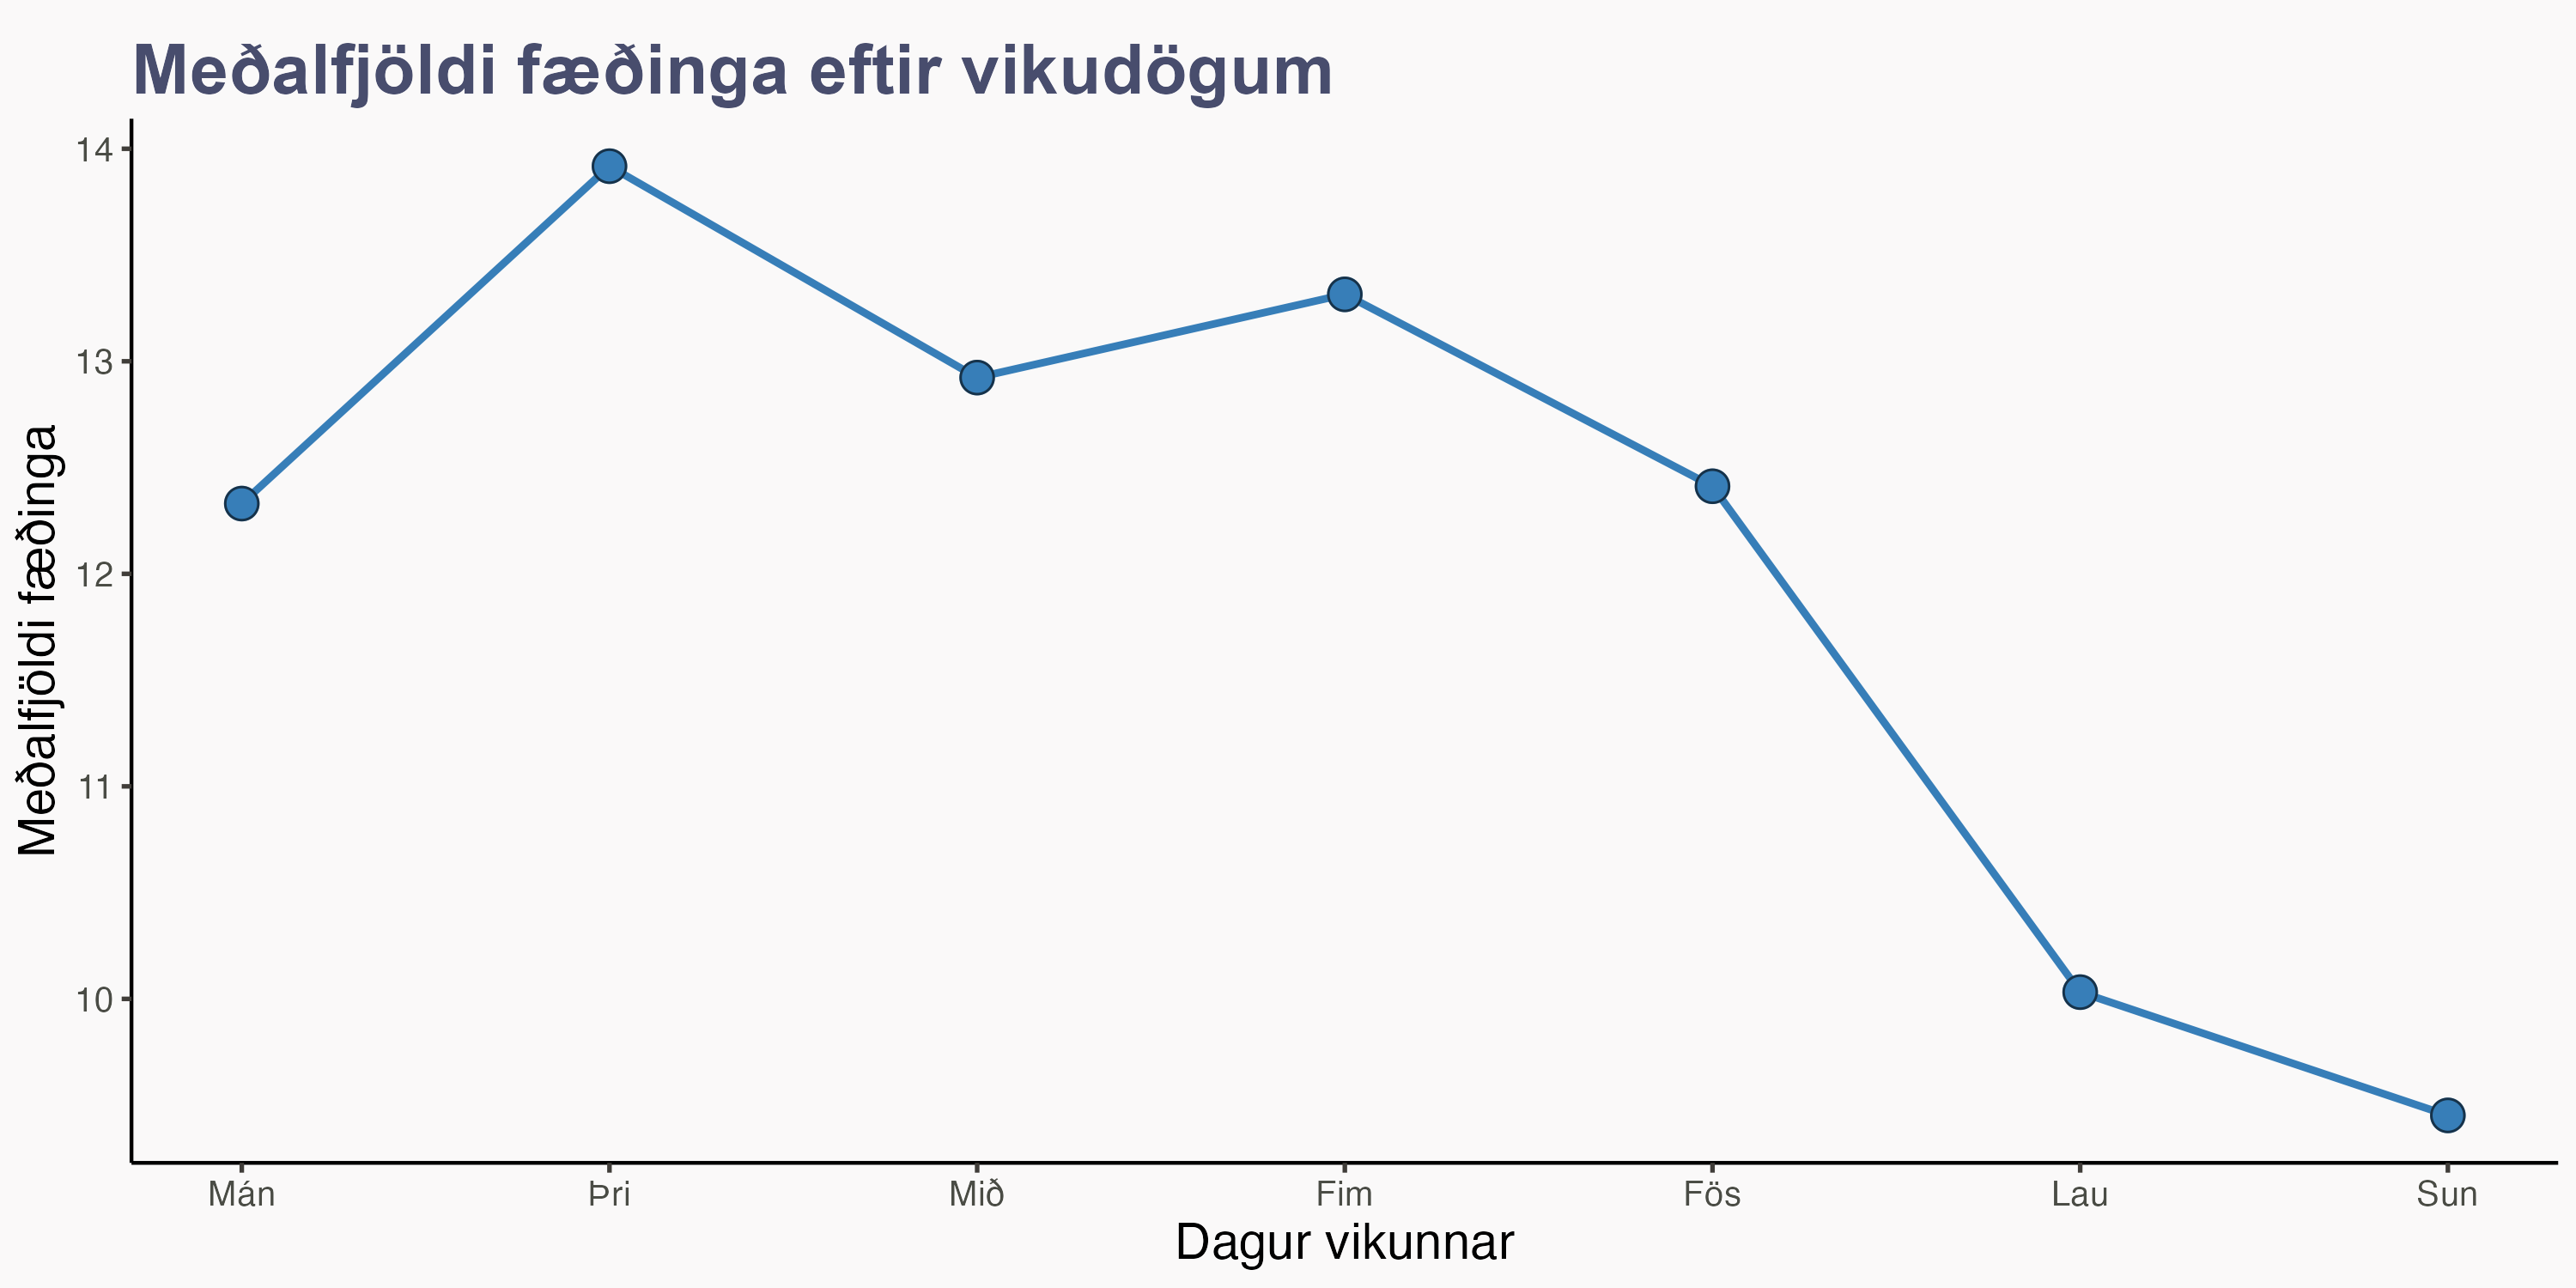 Meðalfjöldi fæðinga eftir vikudögum
Meðalfjöldi fæðinga
14
13
12
11
10
Mán Þri Mið Fim Fös Lau Sun
Dagur vikunnar